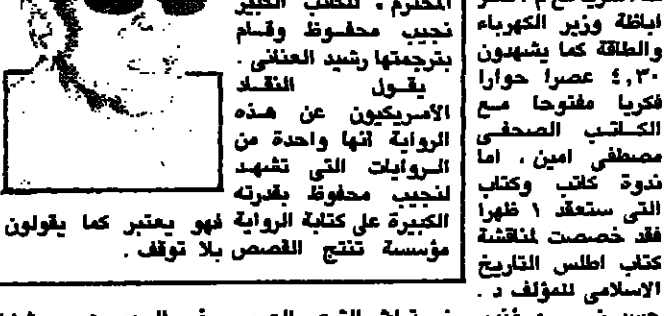 اباظة وزير الكهرباء
والطاقة كما يشهدون
٤,٣٠ عصرا حوارا
فكريا مفتوحا مع
الكاتب الصحفى
مصطفى امين ، اما
ندوة كاتب وكتاب
التى ستعقد ١ ظهرا
فقد خصصت لمناقشة
كتاب اطلس التاريخ
الاسلامى للمؤلف د .
المحترم ، للكاتب الكبير
نجيب محفوظ وقام
بترجمتها رشيد العنانى .
يقول النقاد
الأمريكيون عن هذه
الرواية انها واحدة من
الروايات التى تشهد
لنجيب محفوظ بقدرته
الكبيرة على كتابة الرواية فهو يعتبر كما يقولون
مؤسسة تنتج القصص بلا توقف .